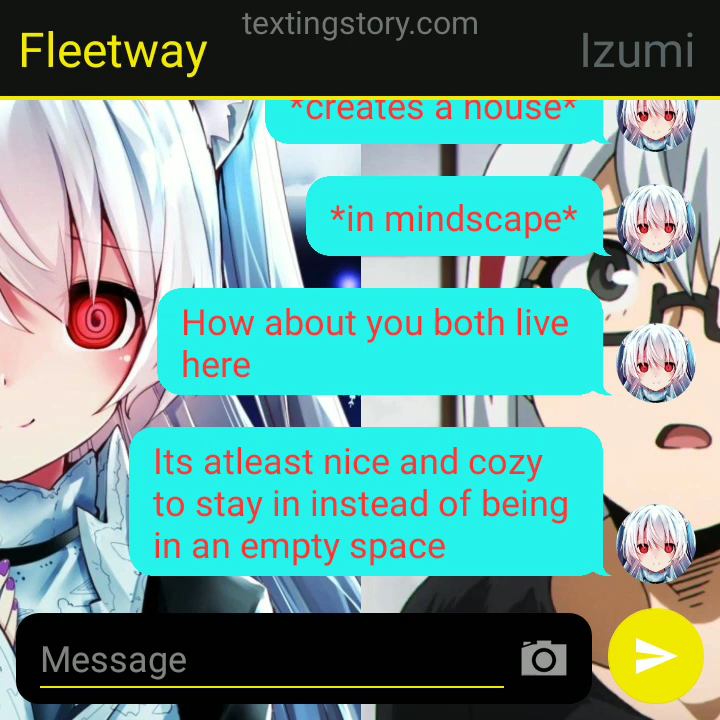 textingstory.com
Fleetway
Izumi
*creates a house*
*in mindscape*
How about you both live
here
Its atleast nice and cozy
to stay in instead of being
in an empty space
Message